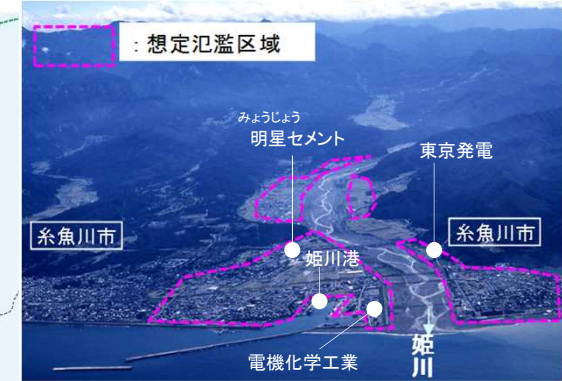 ：想定氾濫区域
みょうじょう
明星セメント
東京発電
糸魚川市
糸魚川市
姫川港
電機化学工業
姫川